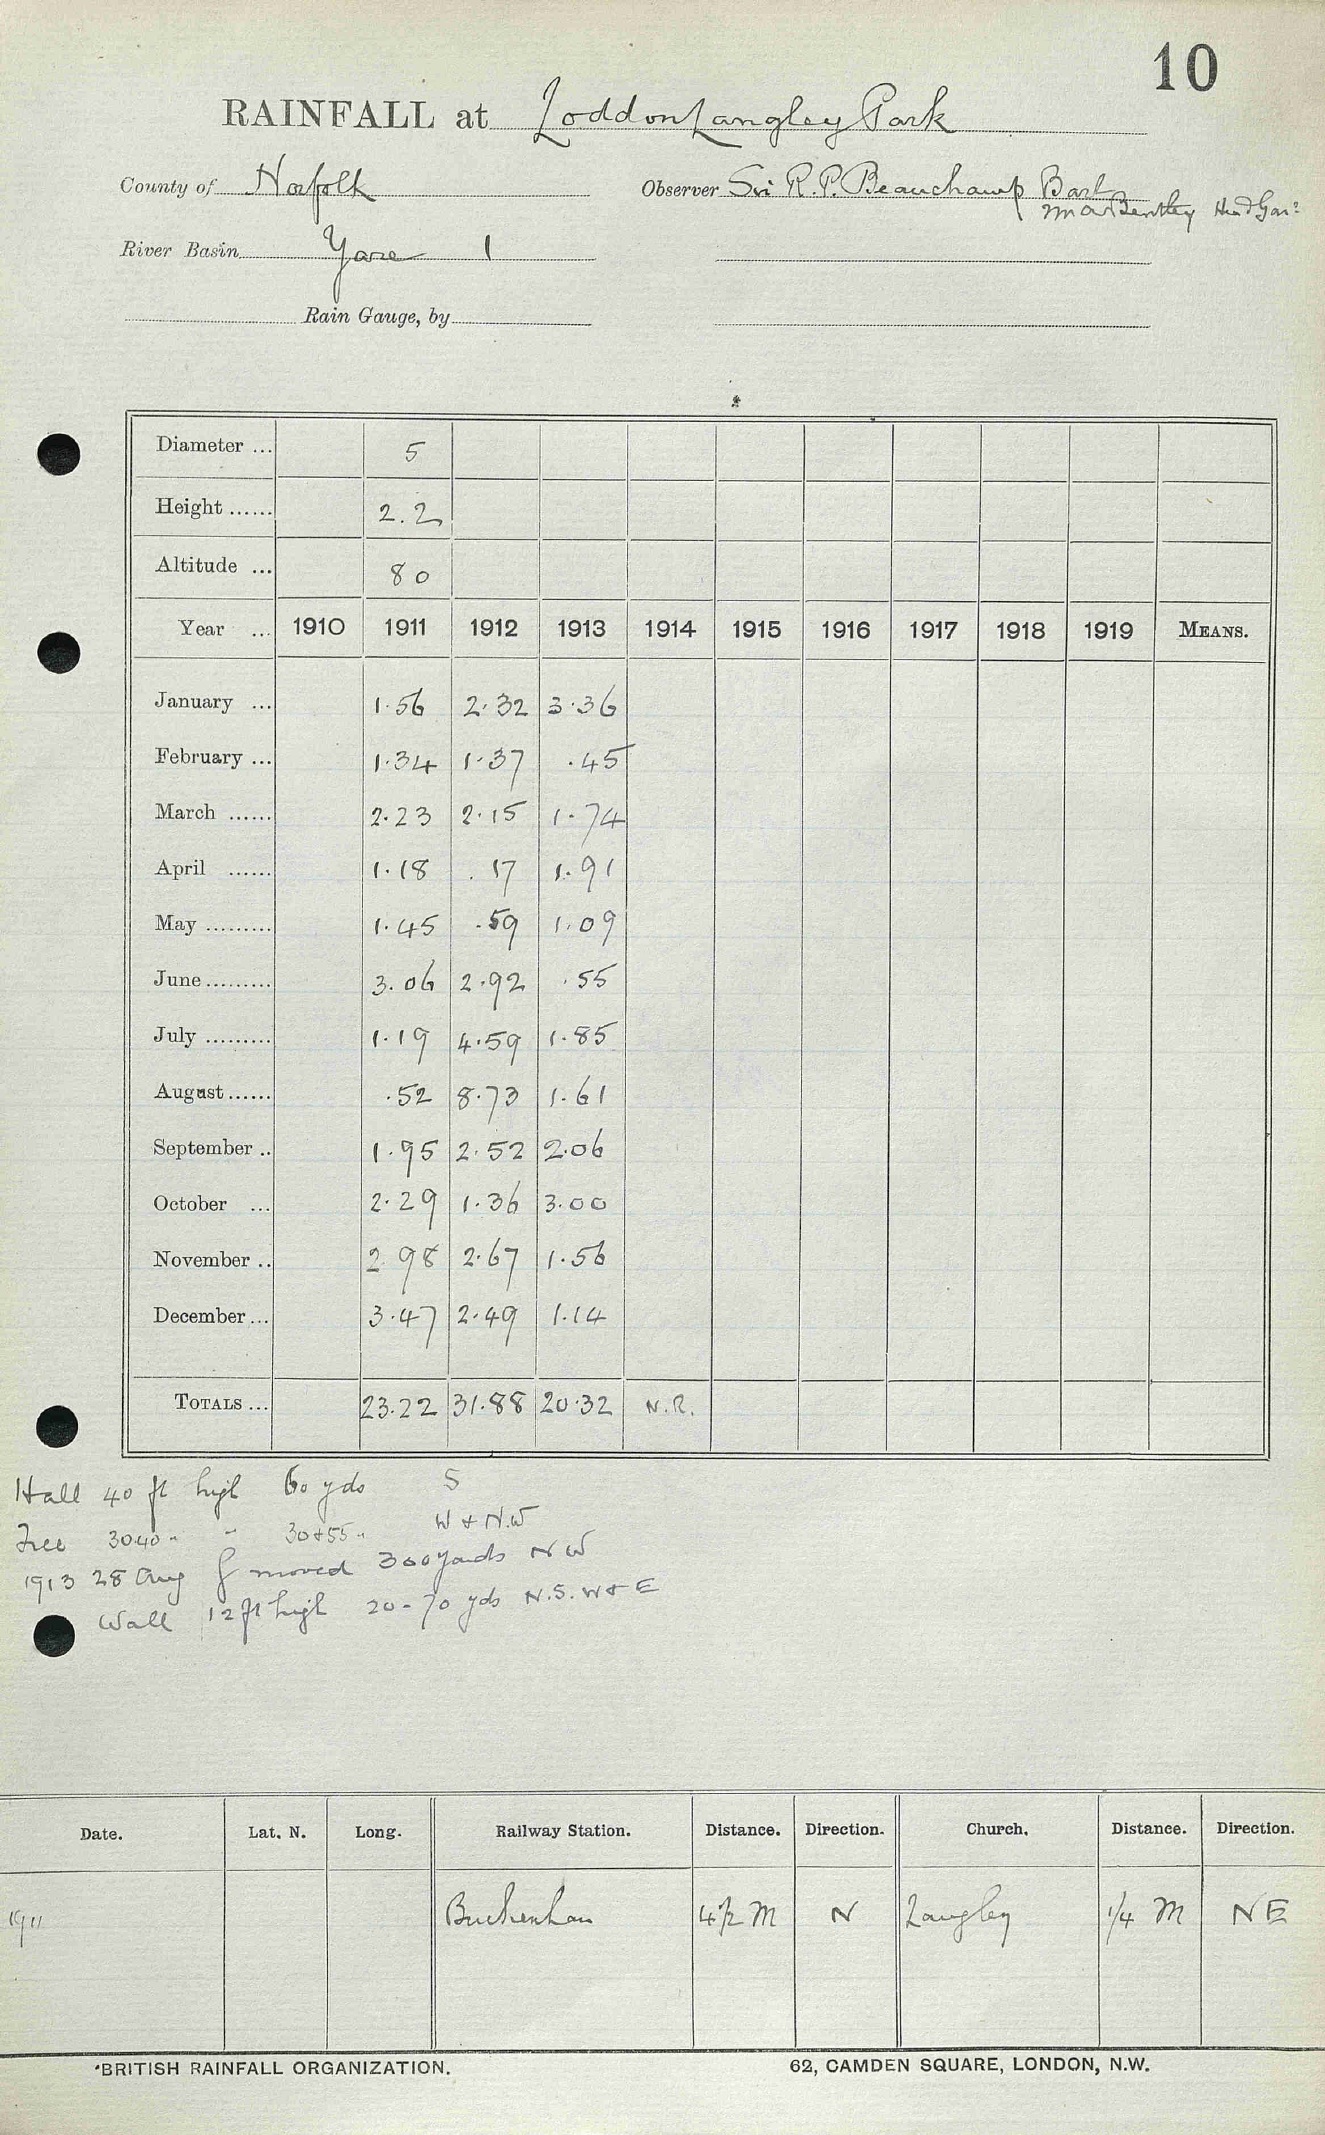 10
RAINFALL at Loddon Langley Park
County of Norfolk Observer Sir R. P. Beauchamp Bart
Mr A Bentley Head Gar?
River Basin Yare 1
Rain Gauge, by
Diameter ... 5
Height ...... 2.2
Altitude ... 80
Year ... 1910 1911 1912 1913 1914 1915 1916 1917 1918 1919 MEANS.
January ... 1.56 2.32 3.36
February ... 1.34 1.37 .45
March ...... 2.23 2.15 1.74
April ...... 1.18 .17 1.91
May ......... 1.45 .59 1.09
June ......... 3.06 2.92 .55
July ......... 1.19 4.59 1.85
August ...... .52 8.73 1.61
September .. 1.95 2.52 2.06
October ... 2.29 1.36 3.00
November .. 2.98 2.67 1.56
December ... 3.47 2.49 1.14
TOTALS ... 23.22 31.88 20.32 N.R.
Hall 40 ft high 60 yds S
Tree 30 40 " " 30 & 55 " W & N.W
1913 28 Aug G moved 300 yards NW
Wall 12 ft high 20-70 yds N.S. W & E
Date. Lat. N. Long. Railway Station. Distance. Direction. Church. Distance. Direction.
1911 Buckenham 4 1/2 M N Langley 1/4 M NE
BRITISH RAINFALL ORGANIZATION. 62, CAMDEN SQUARE, LONDON, N.W.